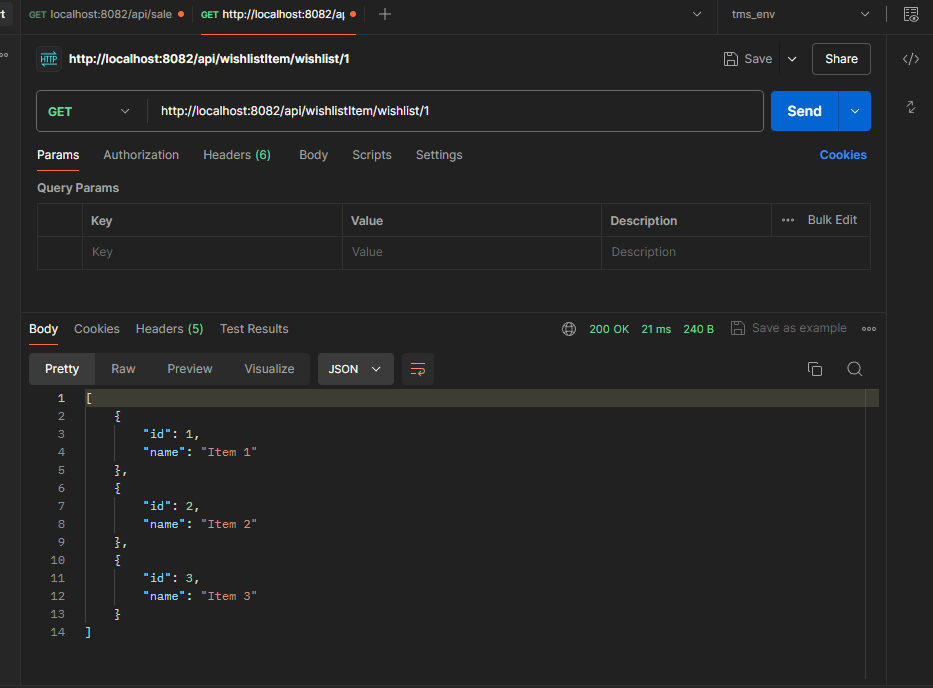 t GET localhost:8082/api/sale GET http://localhost:8082/ap tms_env
HTTP http://localhost:8082/api/wishlistItem/wishlist/1 Save Share
GET http://localhost:8082/api/wishlistItem/wishlist/1 Send
Params Authorization Headers (6) Body Scripts Settings Cookies
Query Params
Key Value Description Bulk Edit
Key Value Description
Body Cookies Headers (5) Test Results 200 OK 21 ms 240 B Save as example
Pretty Raw Preview Visualize JSON
1 [
2 {
3 "id": 1,
4 "name": "Item 1"
5 },
6 {
7 "id": 2,
8 "name": "Item 2"
9 },
10 {
11 "id": 3,
12 "name": "Item 3"
13 }
14 ]